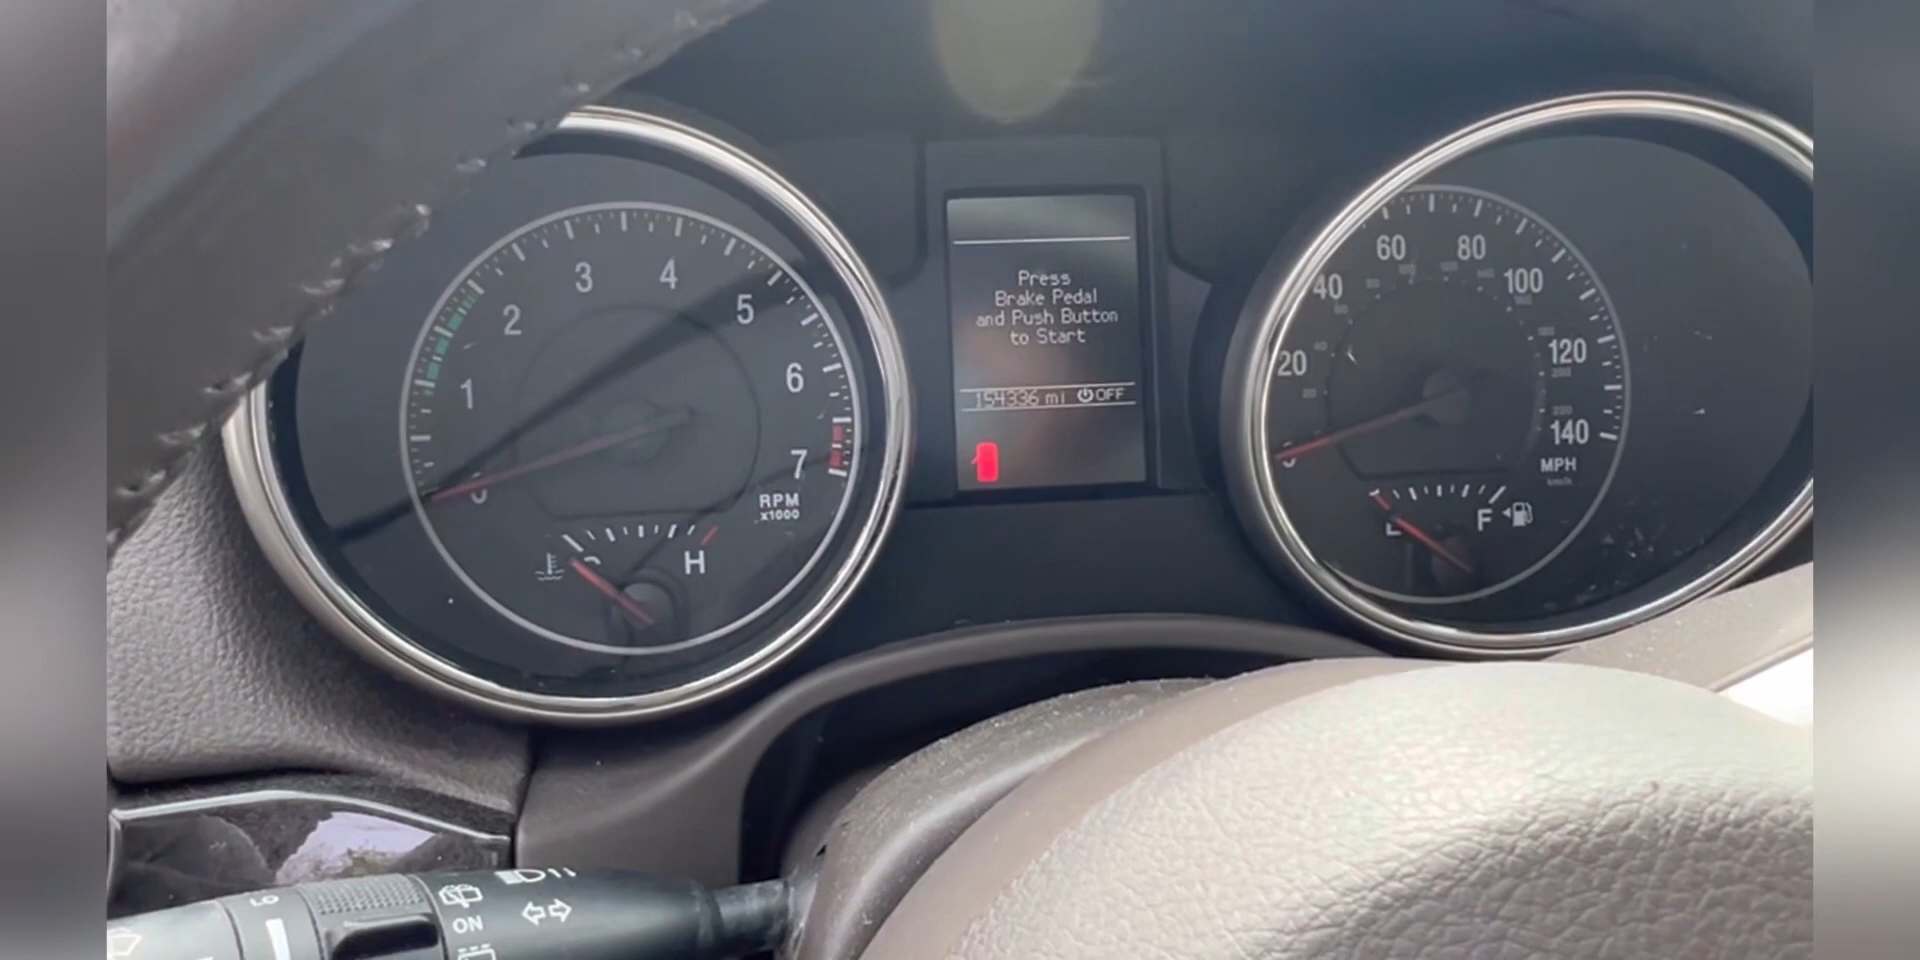 1
2
3
4
5
6
7
RPM
x1000
H
Press
Brake Pedal
and Push Button
to Start
154336 mi OFF
20
40
60
80
100
120
140
MPH
F
LO
ON